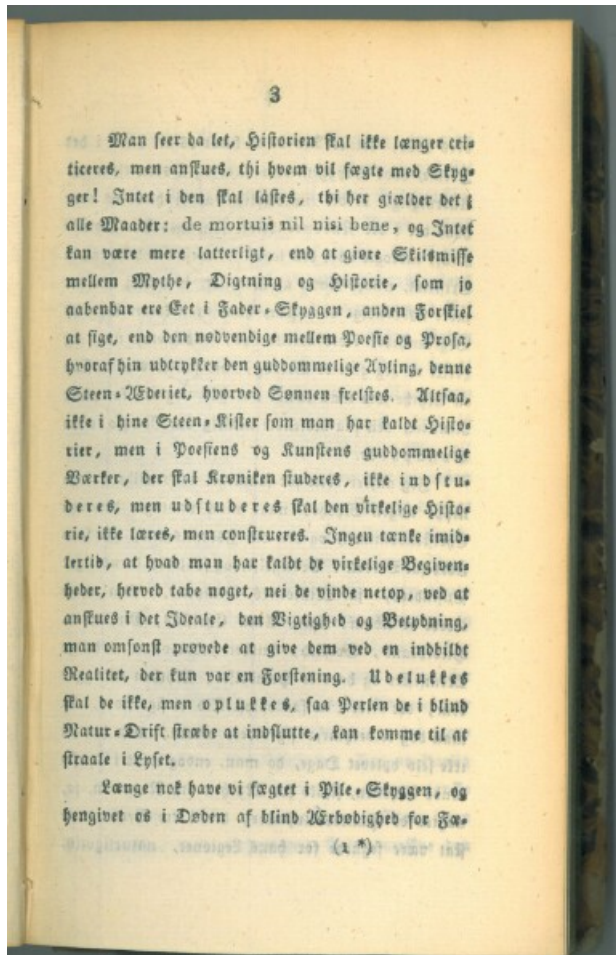 3
Man seer da let, Historien skal ikke længer cri-
ticeres, men anskues, thi hvem vil fægte med Skyg-
ger! Intet i den skal lastes, thi her gjælder det i
alle Maader: de mortuis nil nisi bene, og Intet
kan være mere latterligt, end at giøre Skilsmisse
mellem Mythe, Digtning og Historie, som jo
aabenbar ere Eet i Fader-Skyggen, anden Forskiel
at sige, end den nødvendige mellem Poesie og Prosa,
hvoraf hin udtrykker den guddommelige Avling, denne
Steen-Æderiet, hvorved Sønnen frelstes. Altsaa,
ikke i hine Steen-Kister som man har kaldt Histo-
rier, men i Poesiens og Kunstens guddommelige
Værker, der skal Krøniken studeres, ikke indstu-
deres, men udstuderes skal den virkelige Histo-
rie, ikke læres, men construeres. Ingen tænke imid-
lertid, at hvad man har kaldt de virkelige Begiven-
heder, herved tabe noget, nei de vinde netop, ved at
anskues i det Ideale, den Vigtighed og Betydning,
man omsonst prøvede at give dem ved en indbildt
Realitet, der kun var en Forstening. Udelukkes
skal de ikke, men oplukkes, saa Perlen de i blind
Natur-Drift stræbe at indslutte, kan komme til at
straale i Lyset.
Længe nok have vi fægtet i Pile-Skyggen, og
hengivet os i Døden af blind Ærbødighed for Fæ-
(1 *)